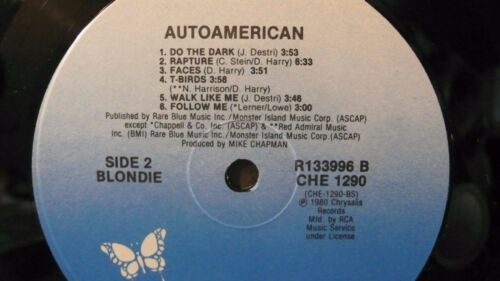 AUTOAMERICAN
1. DO THE DARK (J. Destri) 3:53
2. RAPTURE (C. Stein/D. Harry) 6:33
3. FACES (D. Harry) 3:51
4. T-BIRDS 3:58
(**N. Harrison/D. Harry)
5. WALK LIKE ME (J. Destri) 3:46
6. FOLLOW ME (*Lerner/Lowe) 3:00
Published by Rare Blue Music Inc./Monster Island Music Corp. (ASCAP)
except *Chappell & Co. Inc. (ASCAP) & **Red Admiral Music
Inc. (BMI) Rare Blue Music Inc./Monster Island Music Corp. (ASCAP)
Produced by MIKE CHAPMAN
SIDE 2
BLONDIE
R133996 B
CHE 1290
(CHE-1290-BS)
Ⓟ 1980 Chrysalis
Records
Mfd. by RCA
Music Service
under License